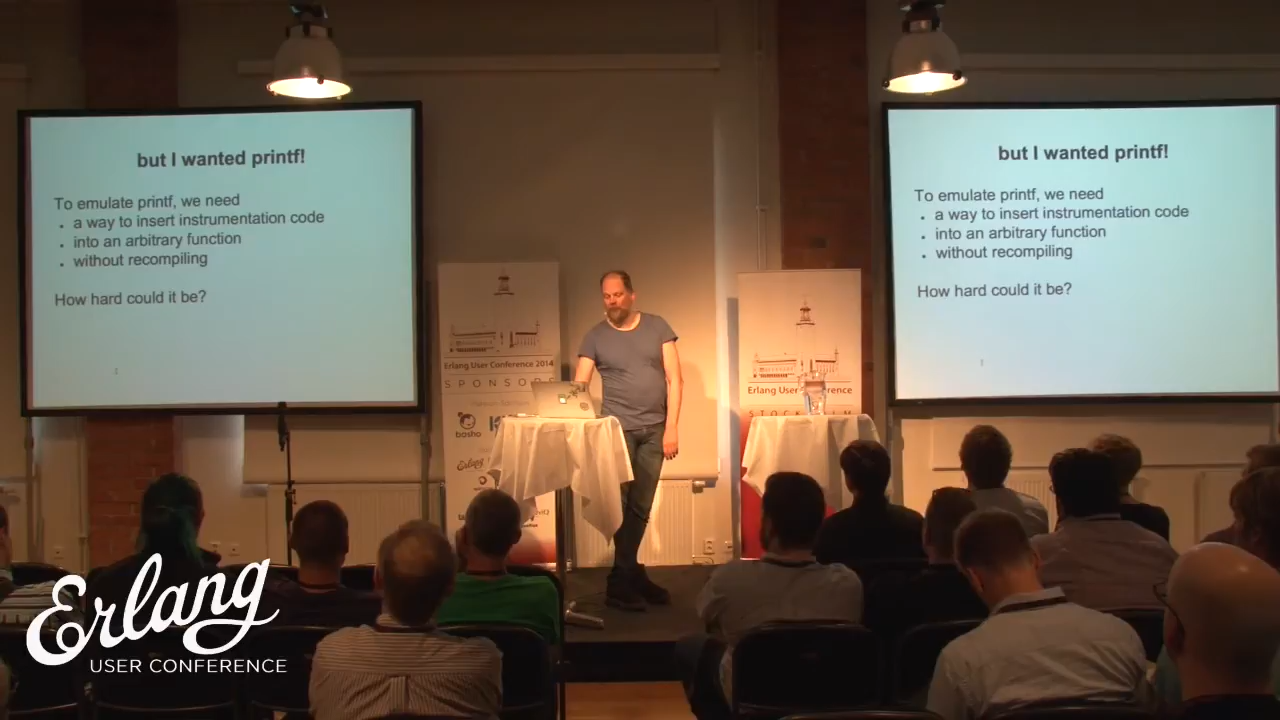 but I wanted printf!
To emulate printf, we need
. a way to insert instrumentation code
. into an arbitrary function
. without recompiling
How hard could it be?
but I wanted printf!
To emulate printf, we need
. a way to insert instrumentation code
. into an arbitrary function
. without recompiling
How hard could it be?
Erlang User Conference 2014
SPONSORS
basho
Erlang
Erlang User Conference
STOCKHOLM
Erlang
USER CONFERENCE